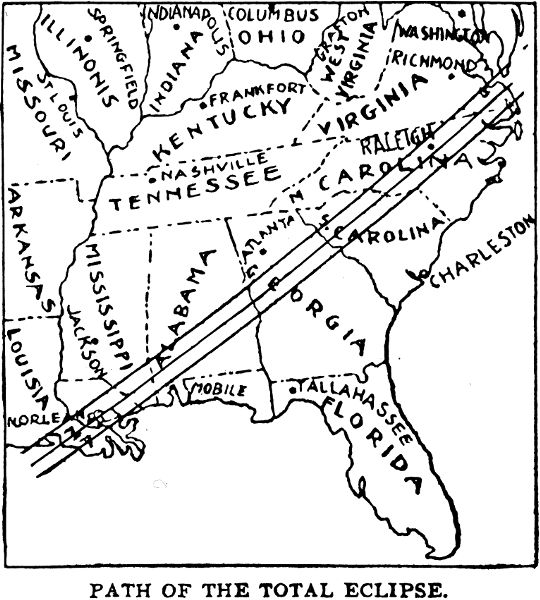 INDIANAPOLIS
COLUMBUS
OHIO
SPRINGFIELD
ILLINONIS
INDIANA
GRAFTON
WEST
VIRGINIA
WASHINGTON
RICHMOND
MISSOURI
ST. LOUIS
FRANKFORT
KENTUCKY
VIRGINIA
RALEIGH
NASHVILLE
TENNESSEE
N CAROLINA
ARKANSAS
MISSISSIPPI
JACKSON
ALABAMA
ATLANTA
GEORGIA
S. CAROLINA
CHARLESTON
LOUISIANA
N.ORLEANS
MOBILE
TALLAHASSEE
FLORIDA
PATH OF THE TOTAL ECLIPSE.